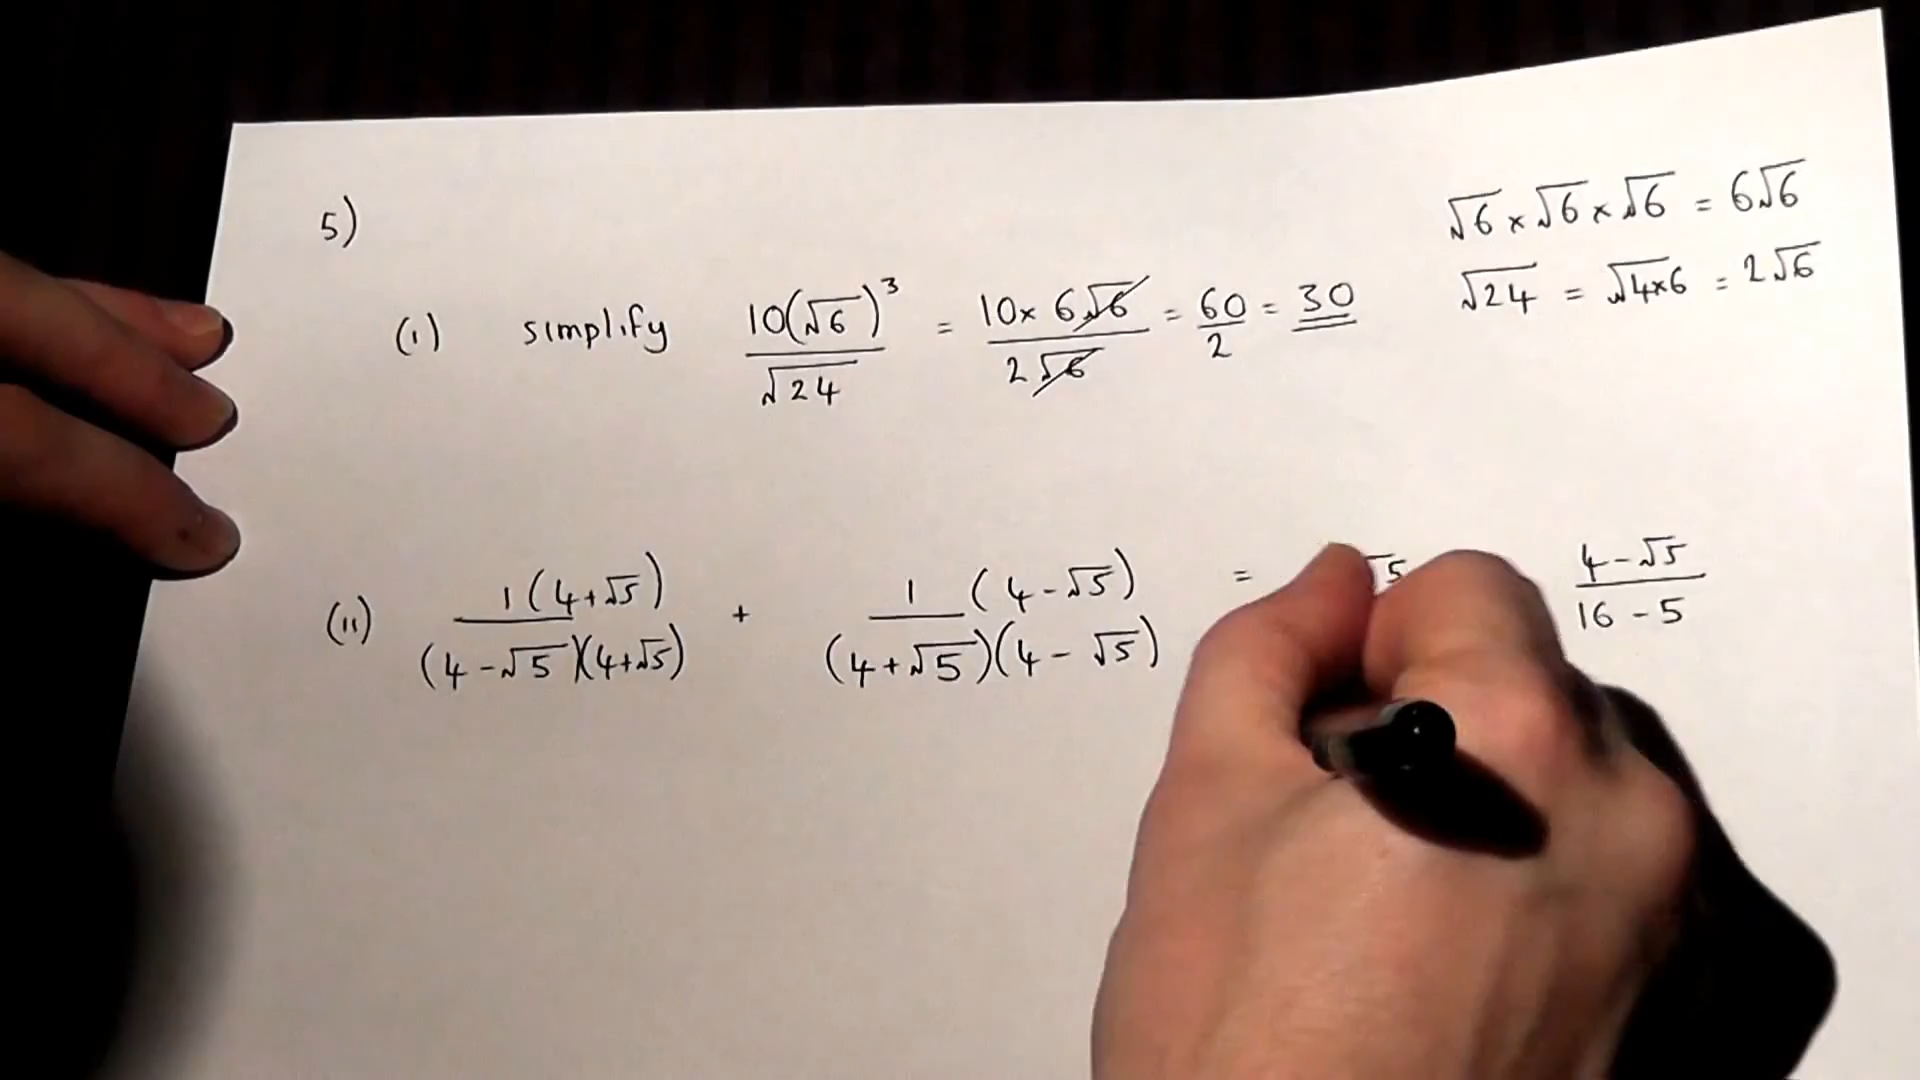 5)
√6 × √6 × √6 = 6√6
√24 = √4×6 = 2√6
(i) simplify 10(√6)³/√24 = 10× 6√6/2√6 = 60/2 = 30
(ii) 1(4+√5)/(4-√5)(4+√5) + 1(4-√5)/(4+√5)(4-√5) = √5 4-√5/16-5